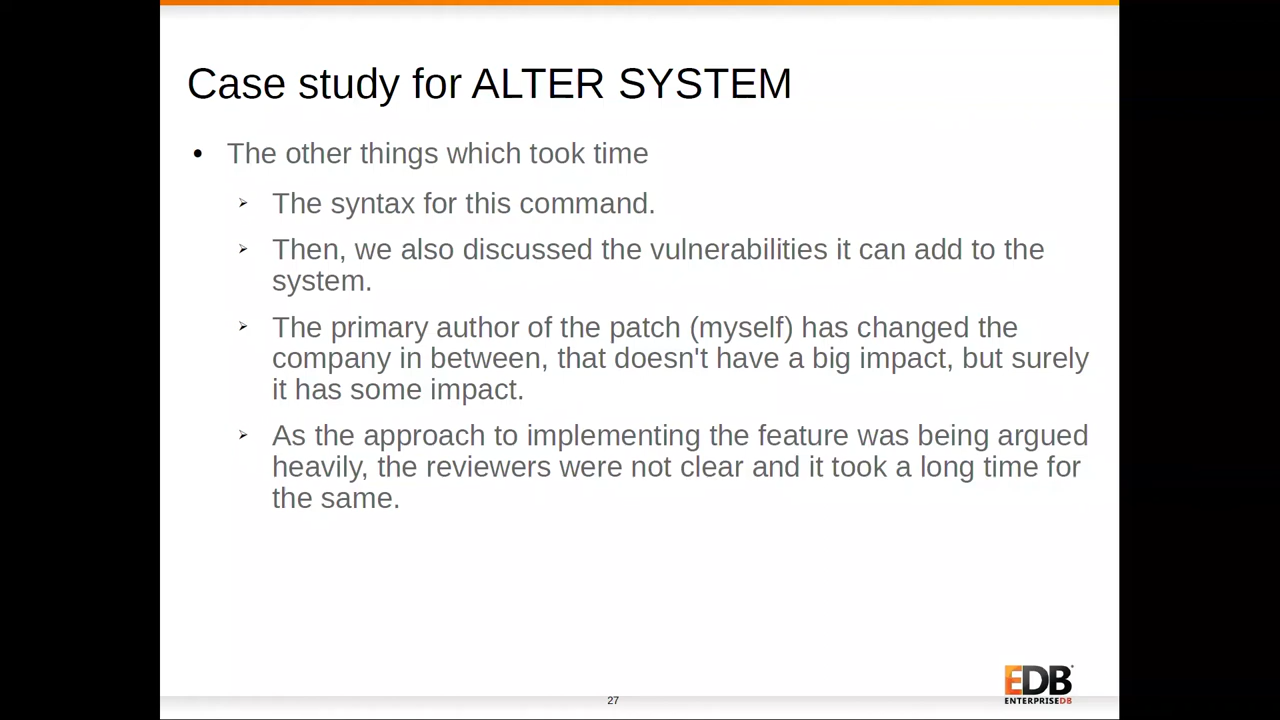 Case study for ALTER SYSTEM
• The other things which took time
➢ The syntax for this command.
➢ Then, we also discussed the vulnerabilities it can add to the
system.
➢ The primary author of the patch (myself) has changed the
company in between, that doesn't have a big impact, but surely
it has some impact.
➢ As the approach to implementing the feature was being argued
heavily, the reviewers were not clear and it took a long time for
the same.
EDB
ENTERPRISEDB
27